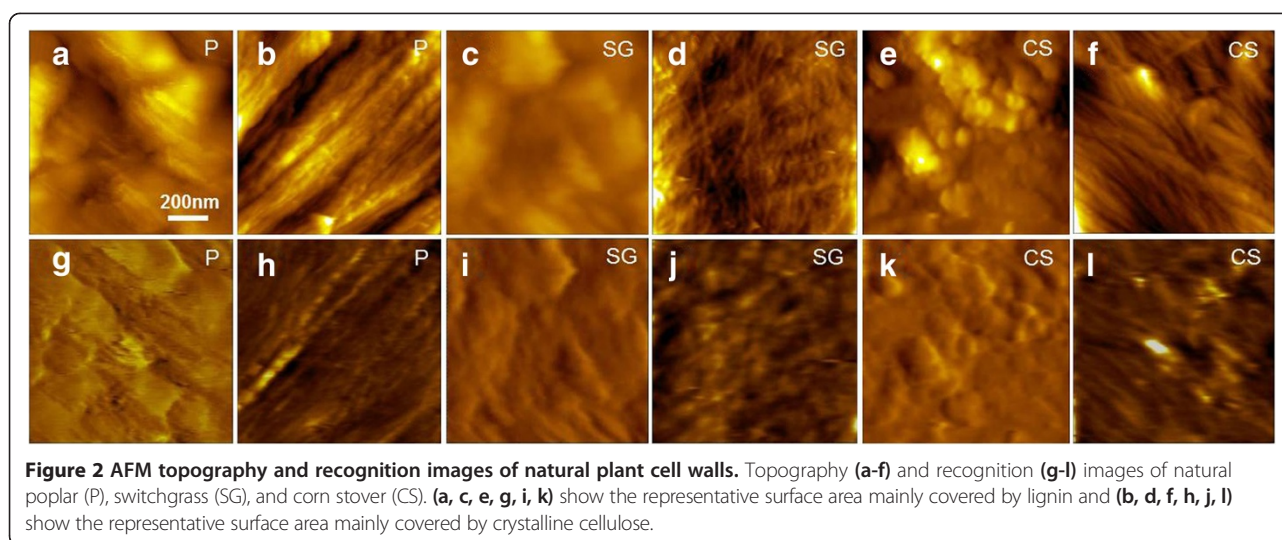 a P b P c SG d SG e CS f CS
200nm
g P h P i SG j SG k CS l CS
Figure 2 AFM topography and recognition images of natural plant cell walls. Topography (a-f) and recognition (g-l) images of natural
poplar (P), switchgrass (SG), and corn stover (CS). (a, c, e, g, i, k) show the representative surface area mainly covered by lignin and (b, d, f, h, j, l)
show the representative surface area mainly covered by crystalline cellulose.